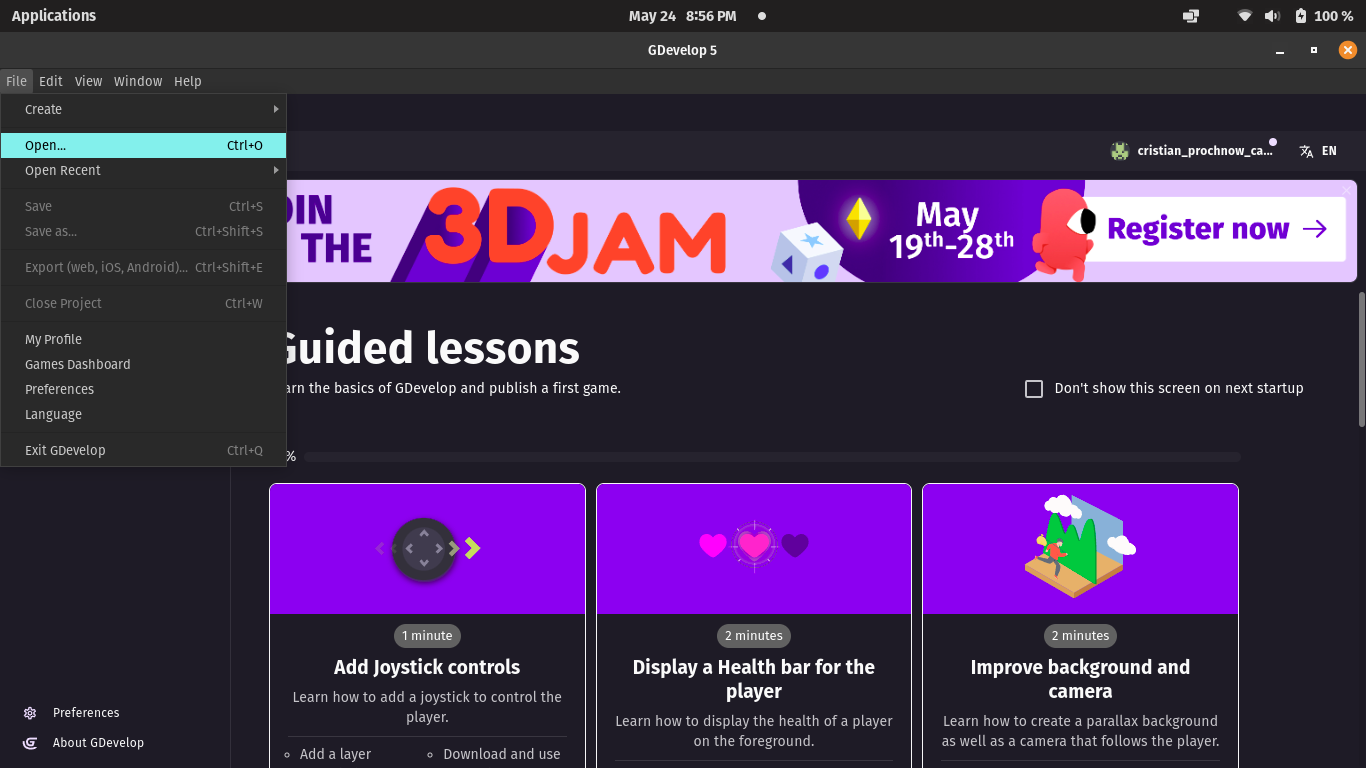 Applications
May 24 8:56 PM
100 %
GDevelop 5
File Edit View Window Help
Create
Open... Ctrl+O
Open Recent
Save Ctrl+S
Save as... Ctrl+Shift+S
Export (web, iOS, Android)... Ctrl+Shift+E
Close Project Ctrl+W
My Profile
Games Dashboard
Preferences
Language
Exit GDevelop Ctrl+Q
cristian_prochnow_ca...
EN
OIN
THE
3D JAM
May
19th-28th
Register now
Guided lessons
arn the basics of GDevelop and publish a first game.
Don't show this screen on next startup
%
1 minute
Add Joystick controls
Learn how to add a joystick to control the
player.
Add a layer
Download and use
2 minutes
Display a Health bar for the
player
Learn how to display the health of a player
on the foreground.
2 minutes
Improve background and
camera
Learn how to create a parallax background
as well as a camera that follows the player.
Preferences
About GDevelop